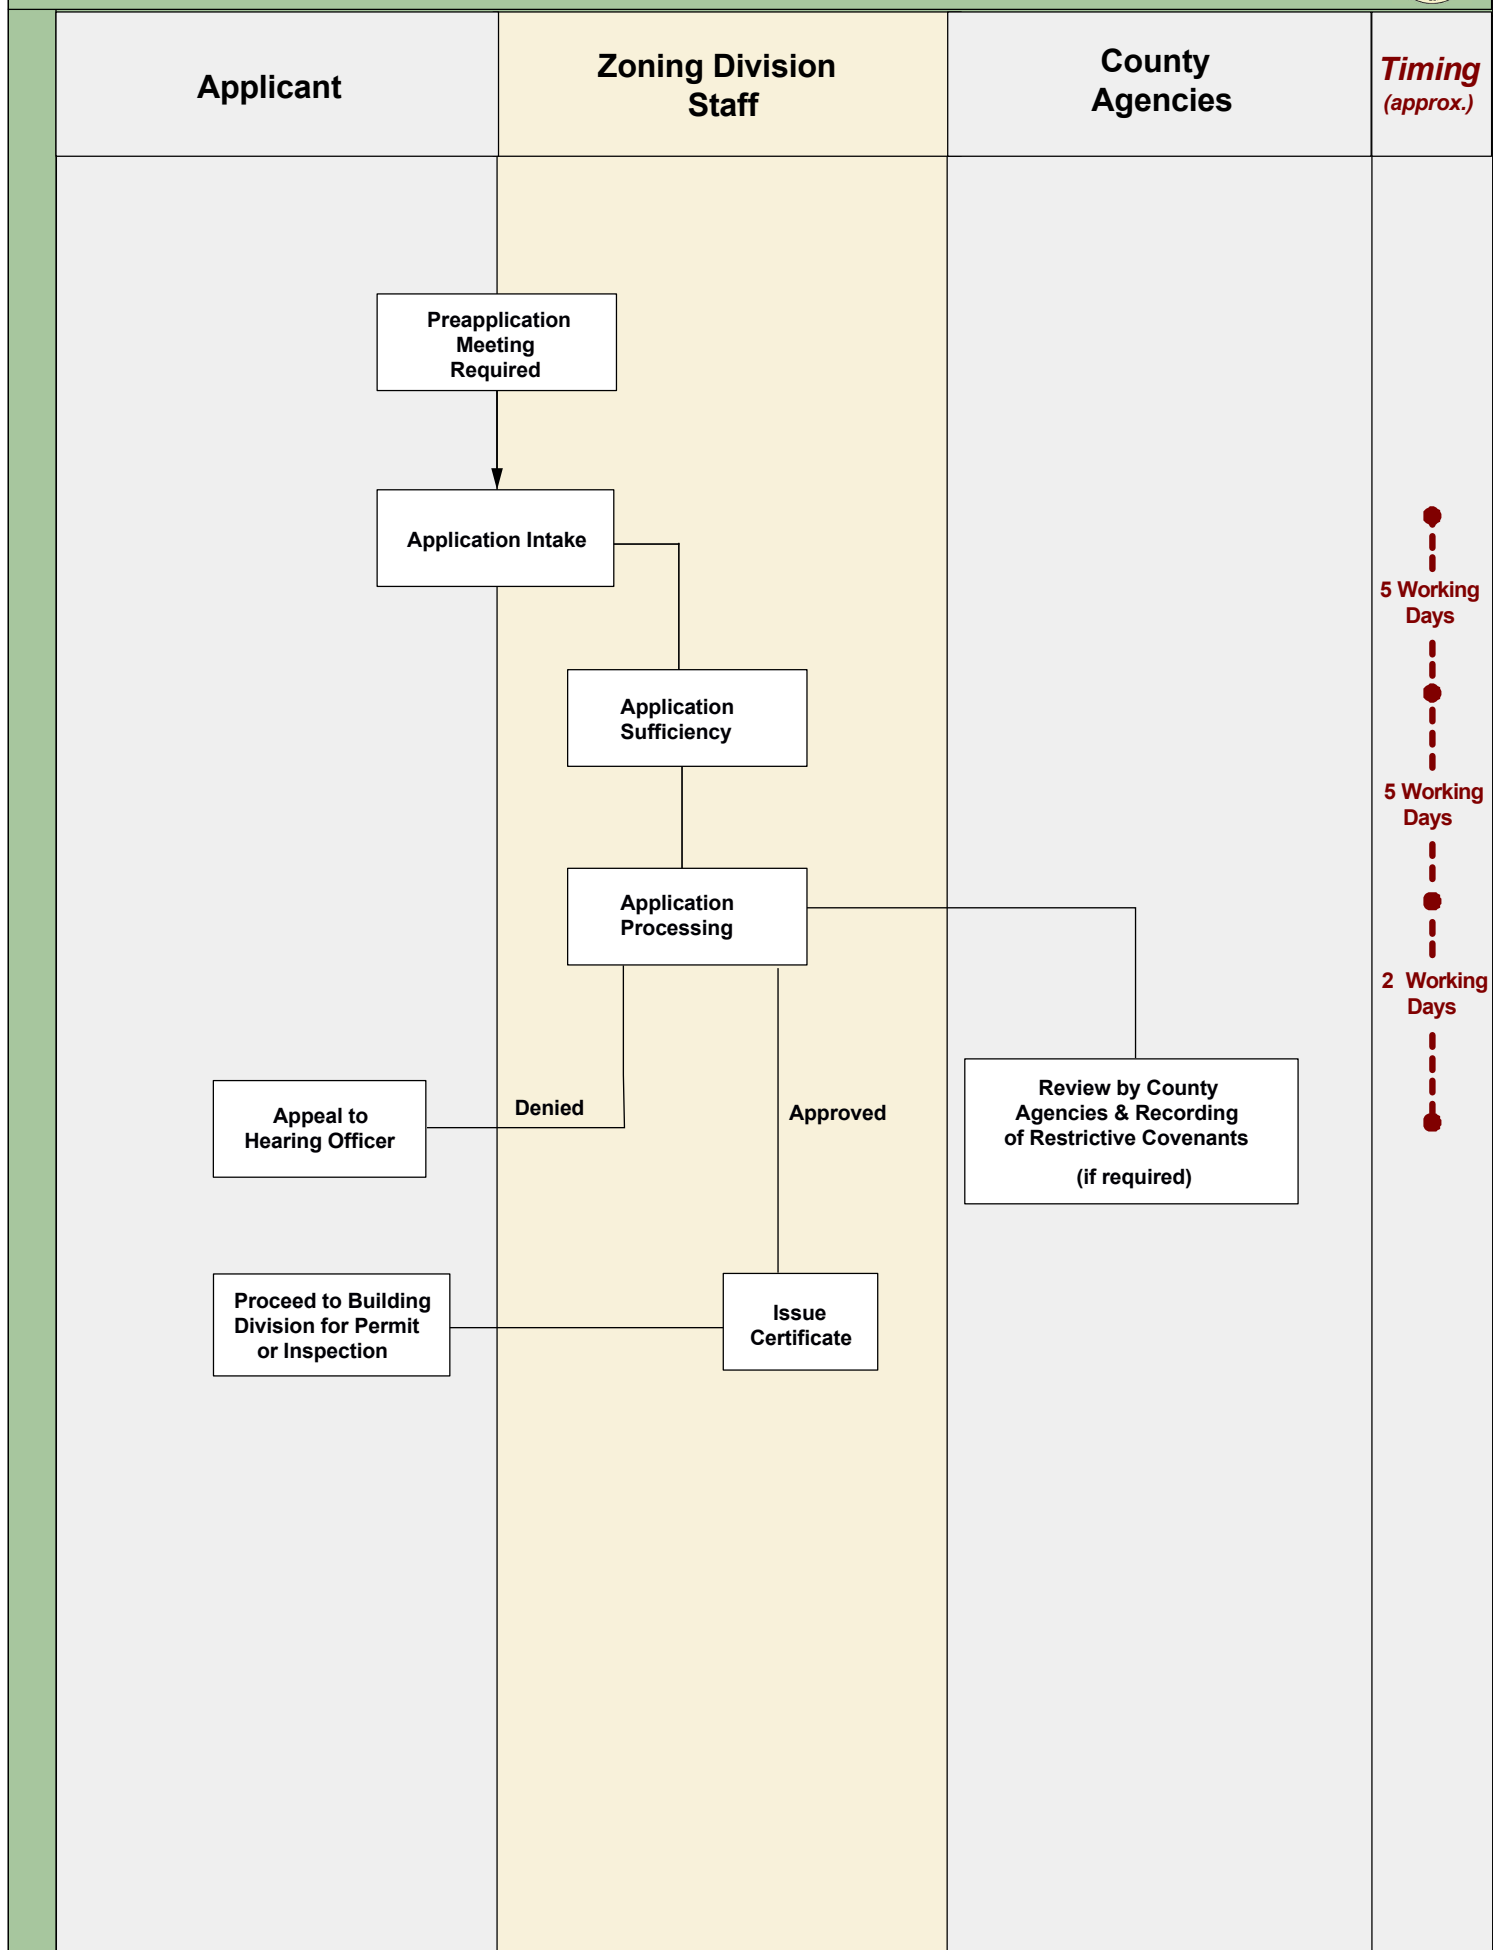 Applicant
Zoning Division
Staff
County
Agencies
Timing
(approx.)
Preapplication
Meeting
Required
Application Intake
5 Working
Days
Application
Sufficiency
5 Working
Days
Application
Processing
2 Working
Days
Appeal to
Hearing Officer
Denied
Approved
Review by County
Agencies & Recording
of Restrictive Covenants
(if required)
Proceed to Building
Division for Permit
or Inspection
Issue
Certificate